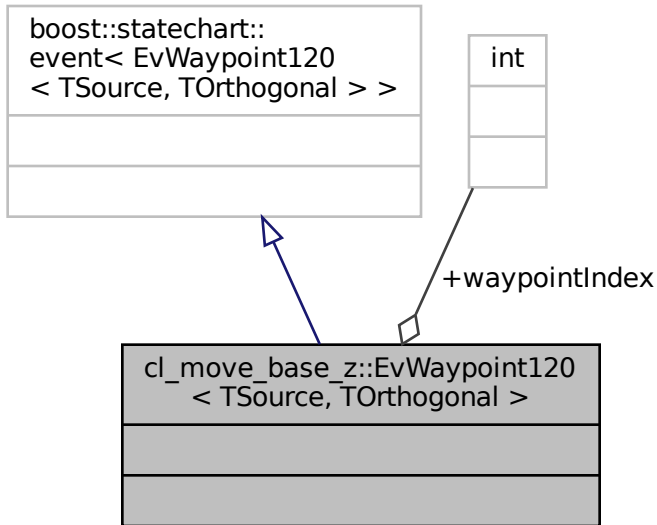 boost::statechart::
event< EvWaypoint120
< TSource, TOrthogonal > >
int
+waypointIndex
cl_move_base_z::EvWaypoint120
< TSource, TOrthogonal >